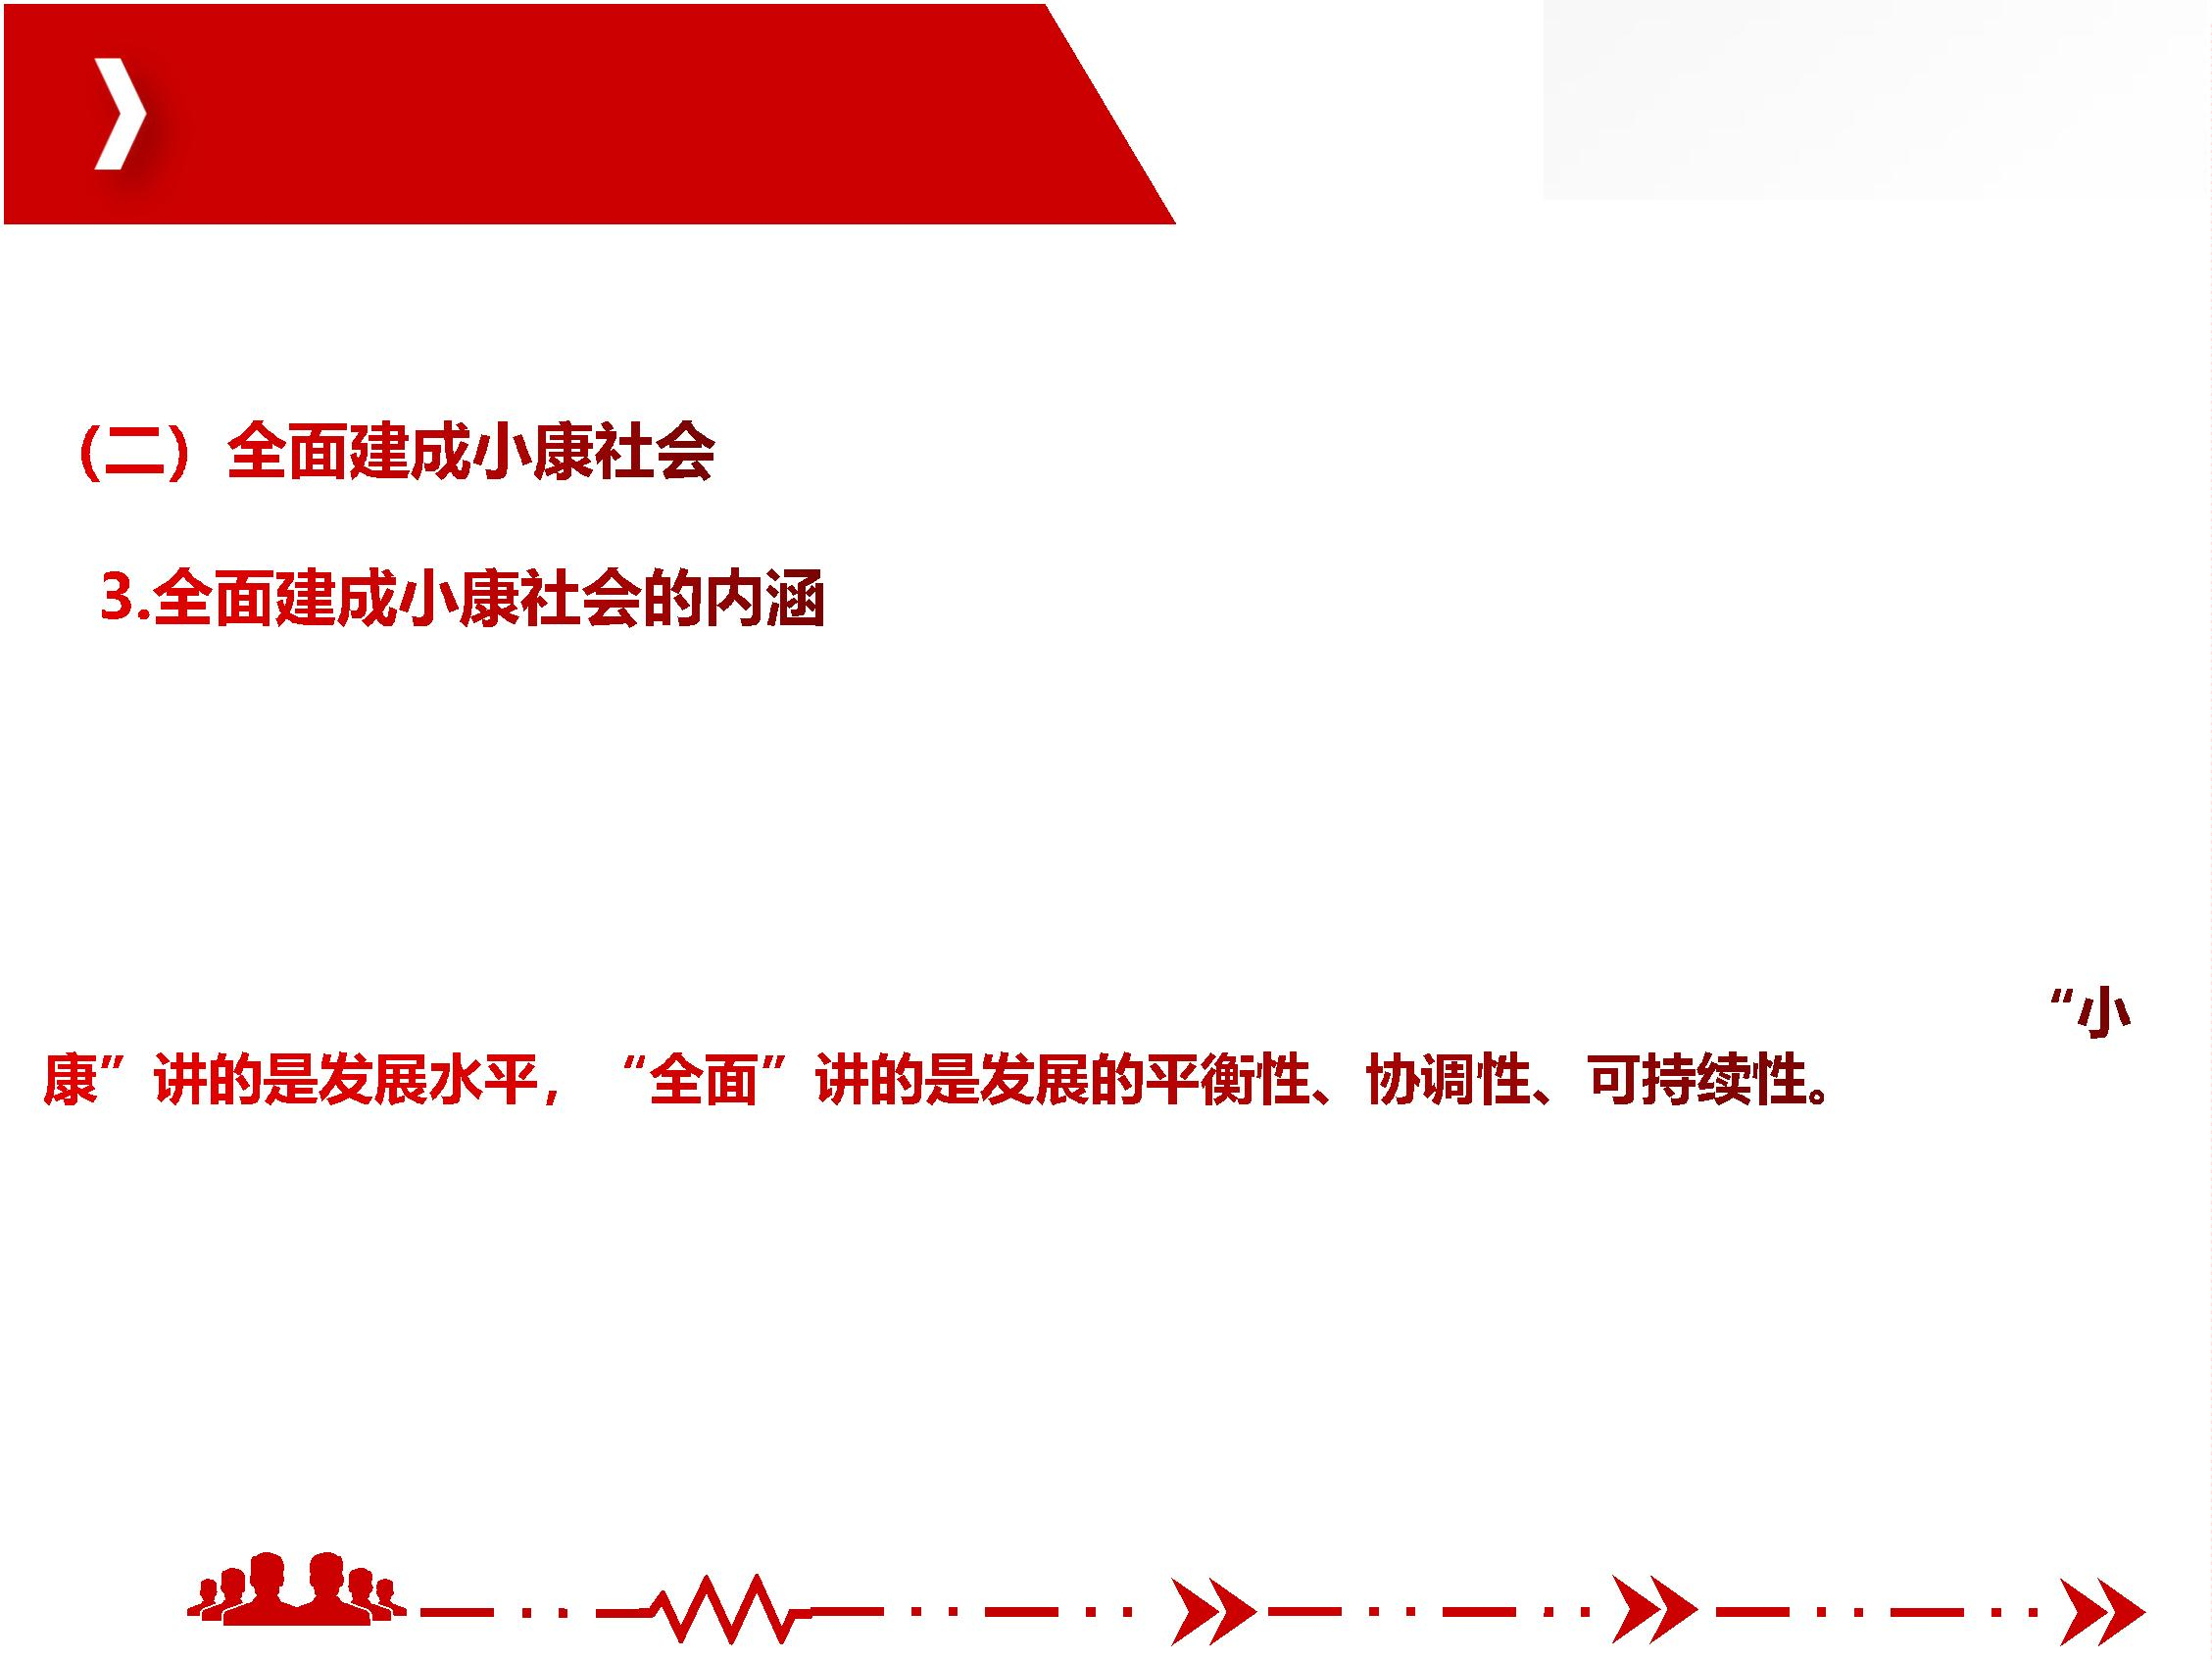 （二）全面建成小康社会
3.全面建成小康社会的内涵
“小
康”讲的是发展水平，“全面”讲的是发展的平衡性、协调性、可持续性。